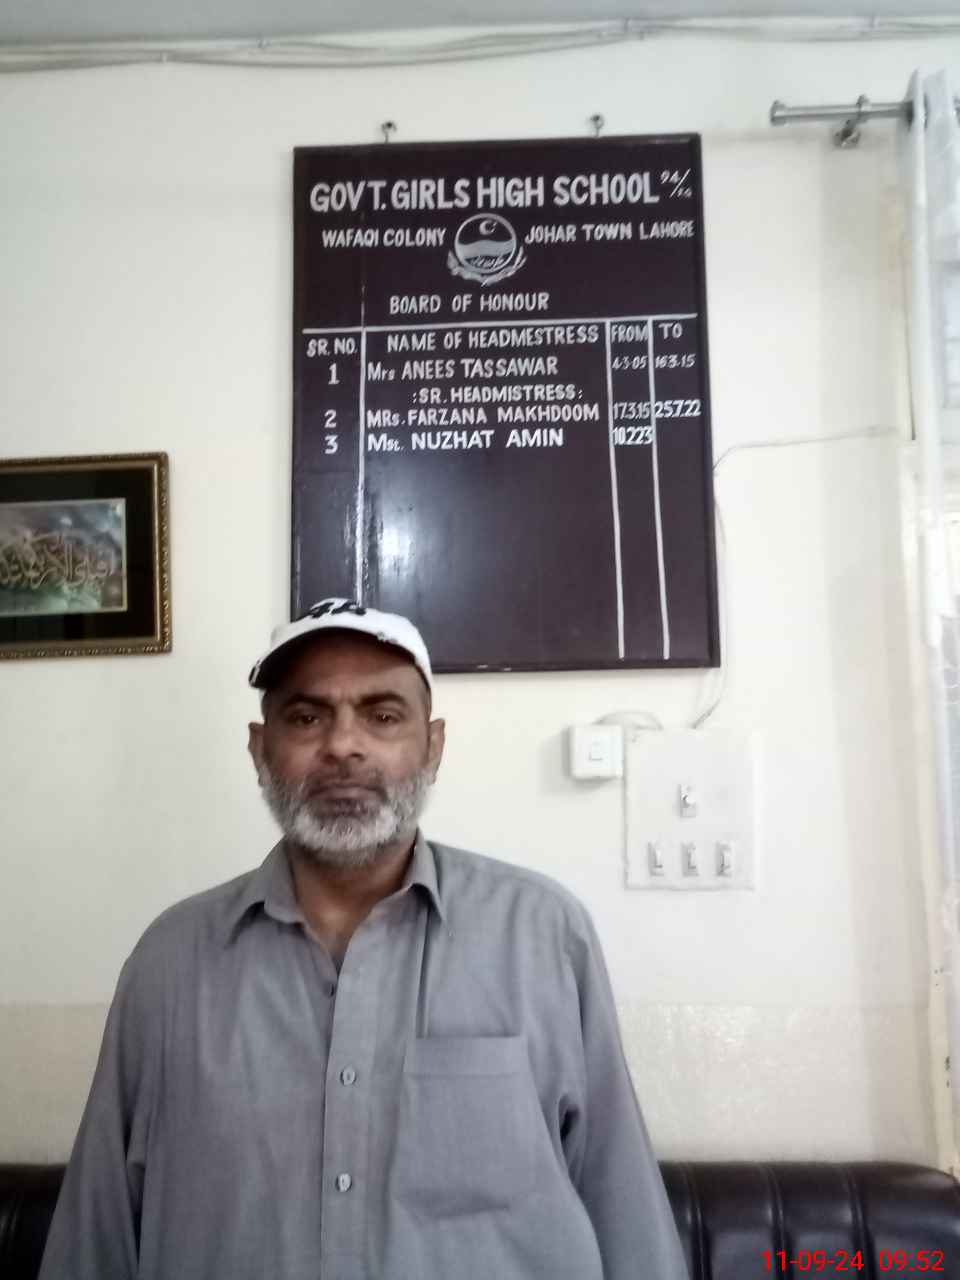 GOVT. GIRLS HIGH SCHOOL 94/
WAFAQI COLONY JOHAR TOWN LAHORE
BOARD OF HONOUR
SR. NO. NAME OF HEADMESTRESS FROM TO
1 Mrs ANEES TASSAWAR 4-3-05 16.3.15
:SR. HEADMISTRESS:
2 MRs. FARZANA MAKHDOOM 17.3.15 25.7.22
3 Mst. NUZHAT AMIN 10.2.23
11-09-24 09:52